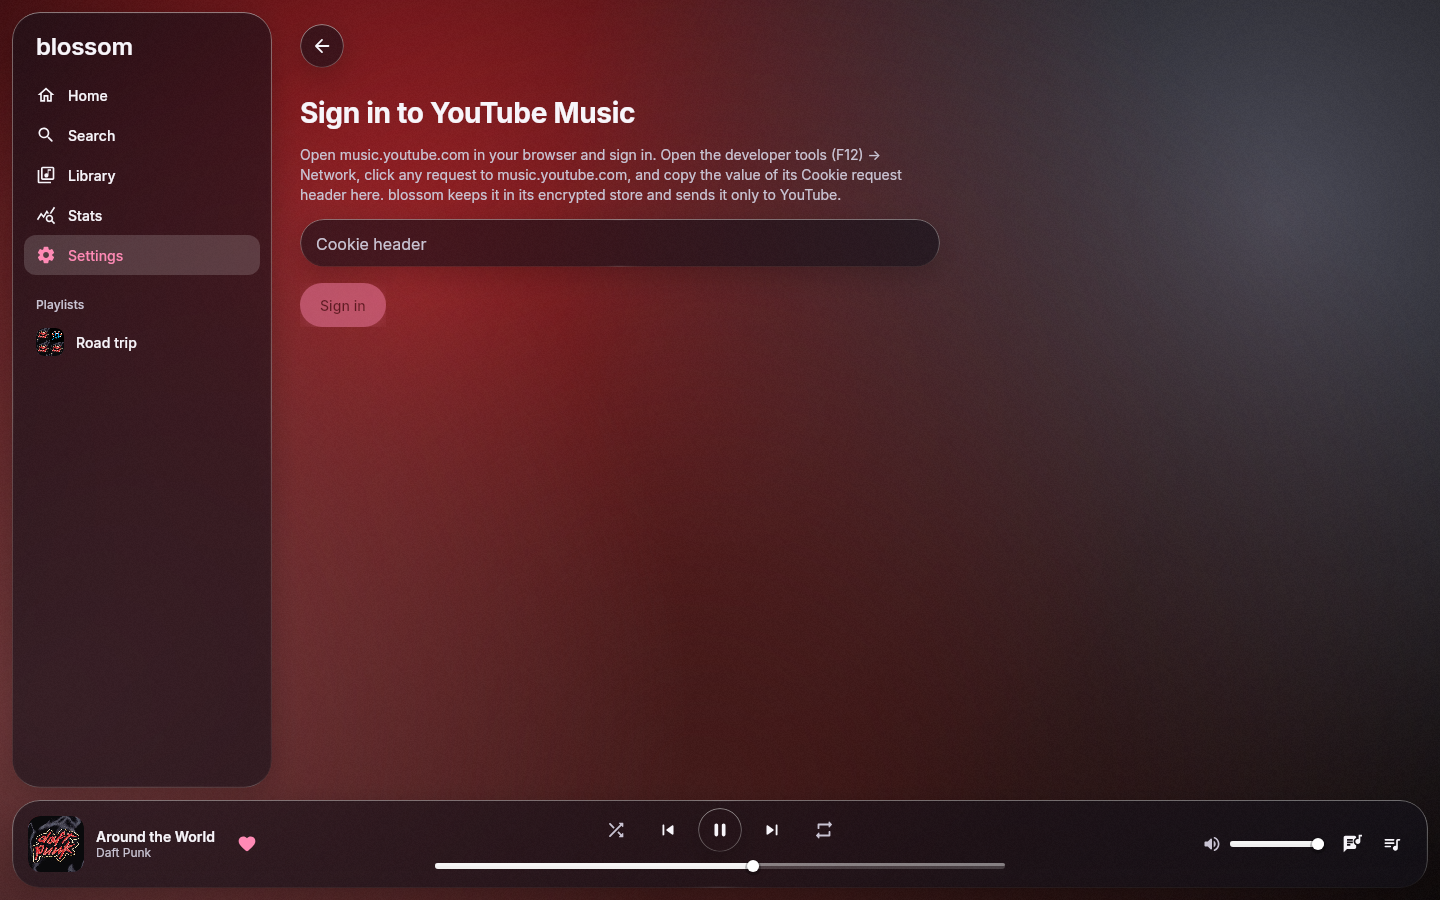 blossom
Home
Search
Library
Stats
Settings
Playlists
Road trip
Sign in to YouTube Music
Open music.youtube.com in your browser and sign in. Open the developer tools (F12) →
Network, click any request to music.youtube.com, and copy the value of its Cookie request
header here. blossom keeps it in its encrypted store and sends it only to YouTube.
Cookie header
Sign in
daft
punk
Around the World
Daft Punk